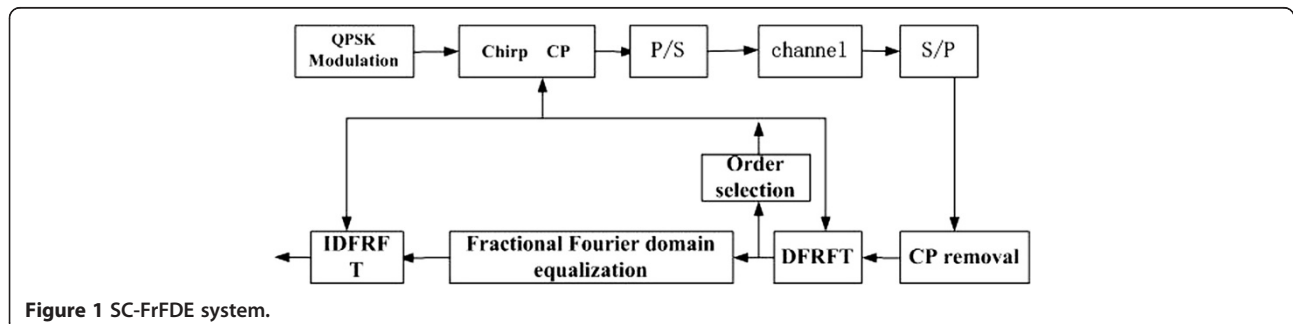 QPSK
Modulation
Chirp CP
P/S
channel
S/P
Order
selection
IDFRF
T
Fractional Fourier domain
equalization
DFRFT
CP removal
Figure 1 SC-FrFDE system.